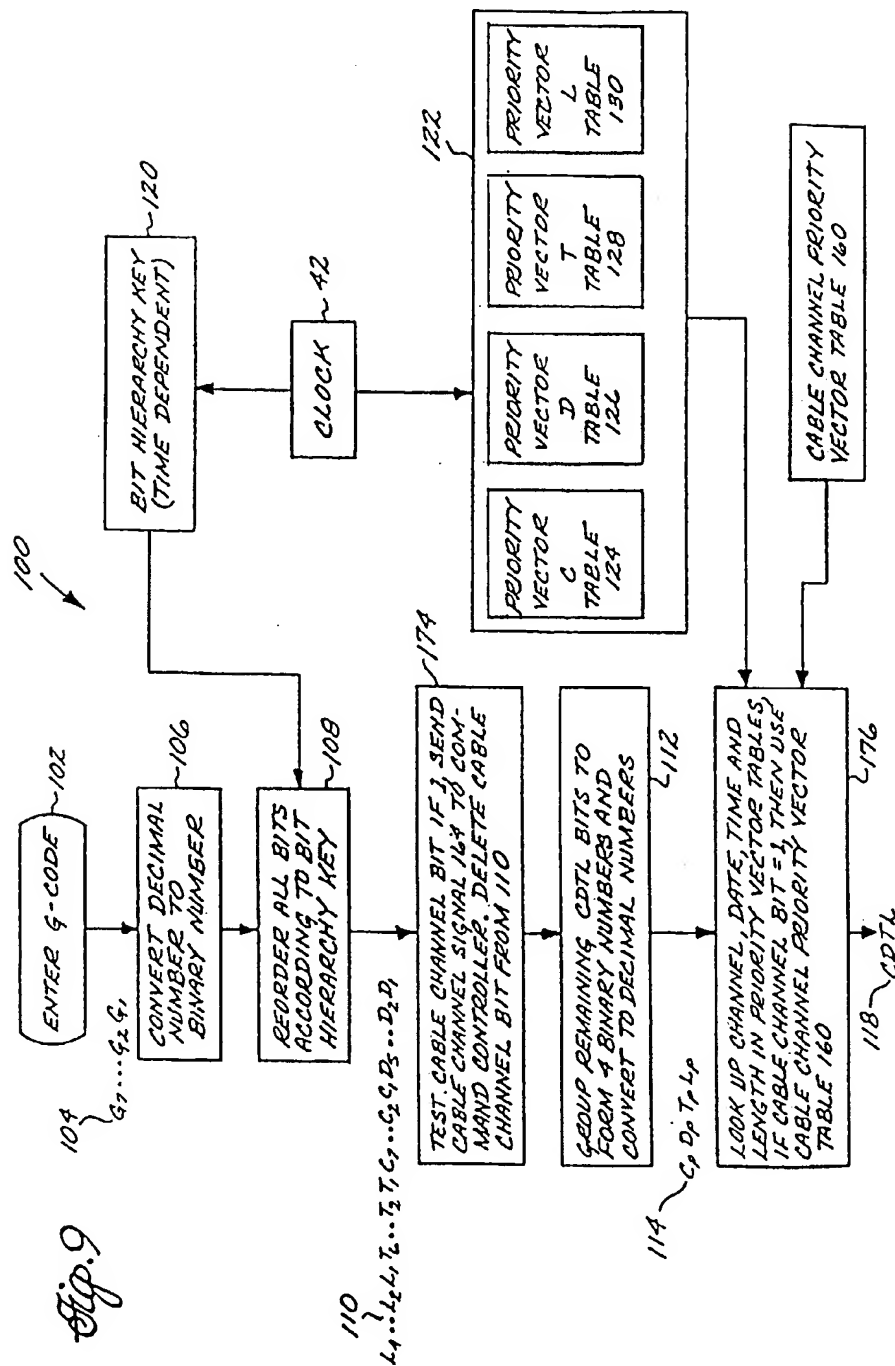 Fig. 9
100
ENTER G-CODE
102
104
G7 ... G2 G1
CONVERT DECIMAL
NUMBER TO
BINARY NUMBER
106
REORDER ALL BITS
ACCORDING TO BIT
HIERARCHY KEY
108
BIT HIERARCHY KEY
(TIME DEPENDENT)
120
CLOCK
42
122
PRIORITY
VECTOR
C
TABLE
124
PRIORITY
VECTOR
D
TABLE
126
PRIORITY
VECTOR
T
TABLE
128
PRIORITY
VECTOR
L
TABLE
130
110
L4 ... L2 L1 T6 ... T2 T1 C7 ... C2 C1 D5 ... D2 D1
TEST CABLE CHANNEL BIT IF 1, SEND
CABLE CHANNEL SIGNAL 164 TO COM-
MAND CONTROLLER. DELETE CABLE
CHANNEL BIT FROM 110
174
GROUP REMAINING CDTL BITS TO
FORM 4 BINARY NUMBERS AND
CONVERT TO DECIMAL NUMBERS
112
114
Cp Dp Tp Lp
LOOK UP CHANNEL, DATE, TIME AND
LENGTH IN PRIORITY VECTOR TABLES,
IF CABLE CHANNEL BIT = 1, THEN USE
CABLE CHANNEL PRIORITY VECTOR
TABLE 160
176
CABLE CHANNEL PRIORITY
VECTOR TABLE 160
118
CDTL